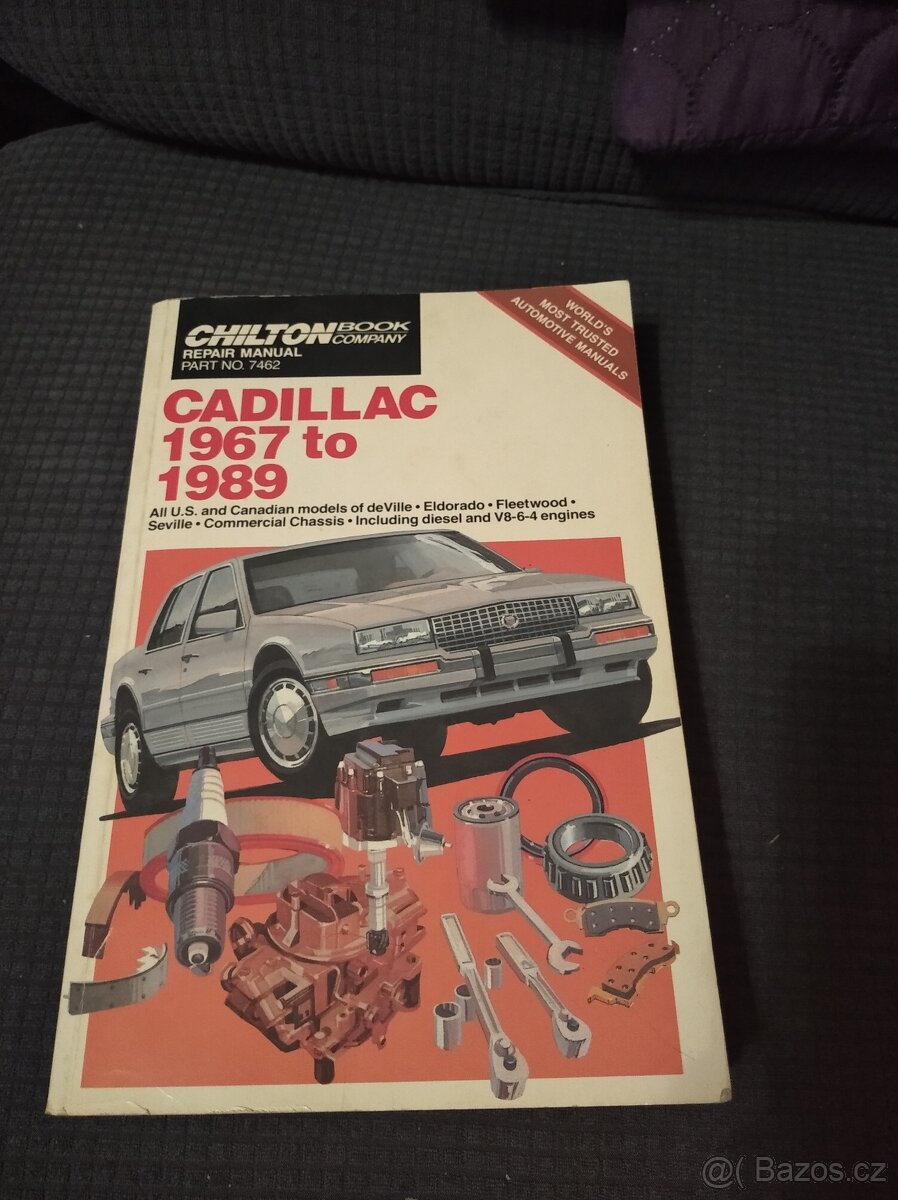 CHILTON BOOK COMPANY
REPAIR MANUAL
PART NO. 7462
WORLD'S
MOST TRUSTED
AUTOMOTIVE MANUALS
CADILLAC
1967 to
1989
All U.S. and Canadian models of deVille • Eldorado • Fleetwood •
Seville • Commercial Chassis • Including diesel and V8-6-4 engines
@( Bazos.cz